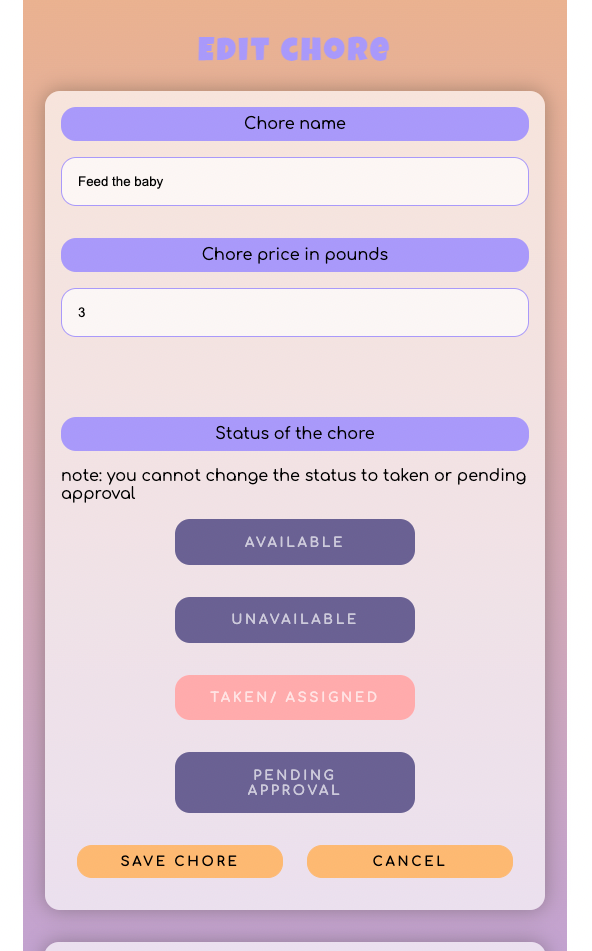 EDIT CHORE
Chore name
Feed the baby
Chore price in pounds
3
Status of the chore
note: you cannot change the status to taken or pending
approval
AVAILABLE
UNAVAILABLE
TAKEN/ ASSIGNED
PENDING
APPROVAL
SAVE CHORE
CANCEL